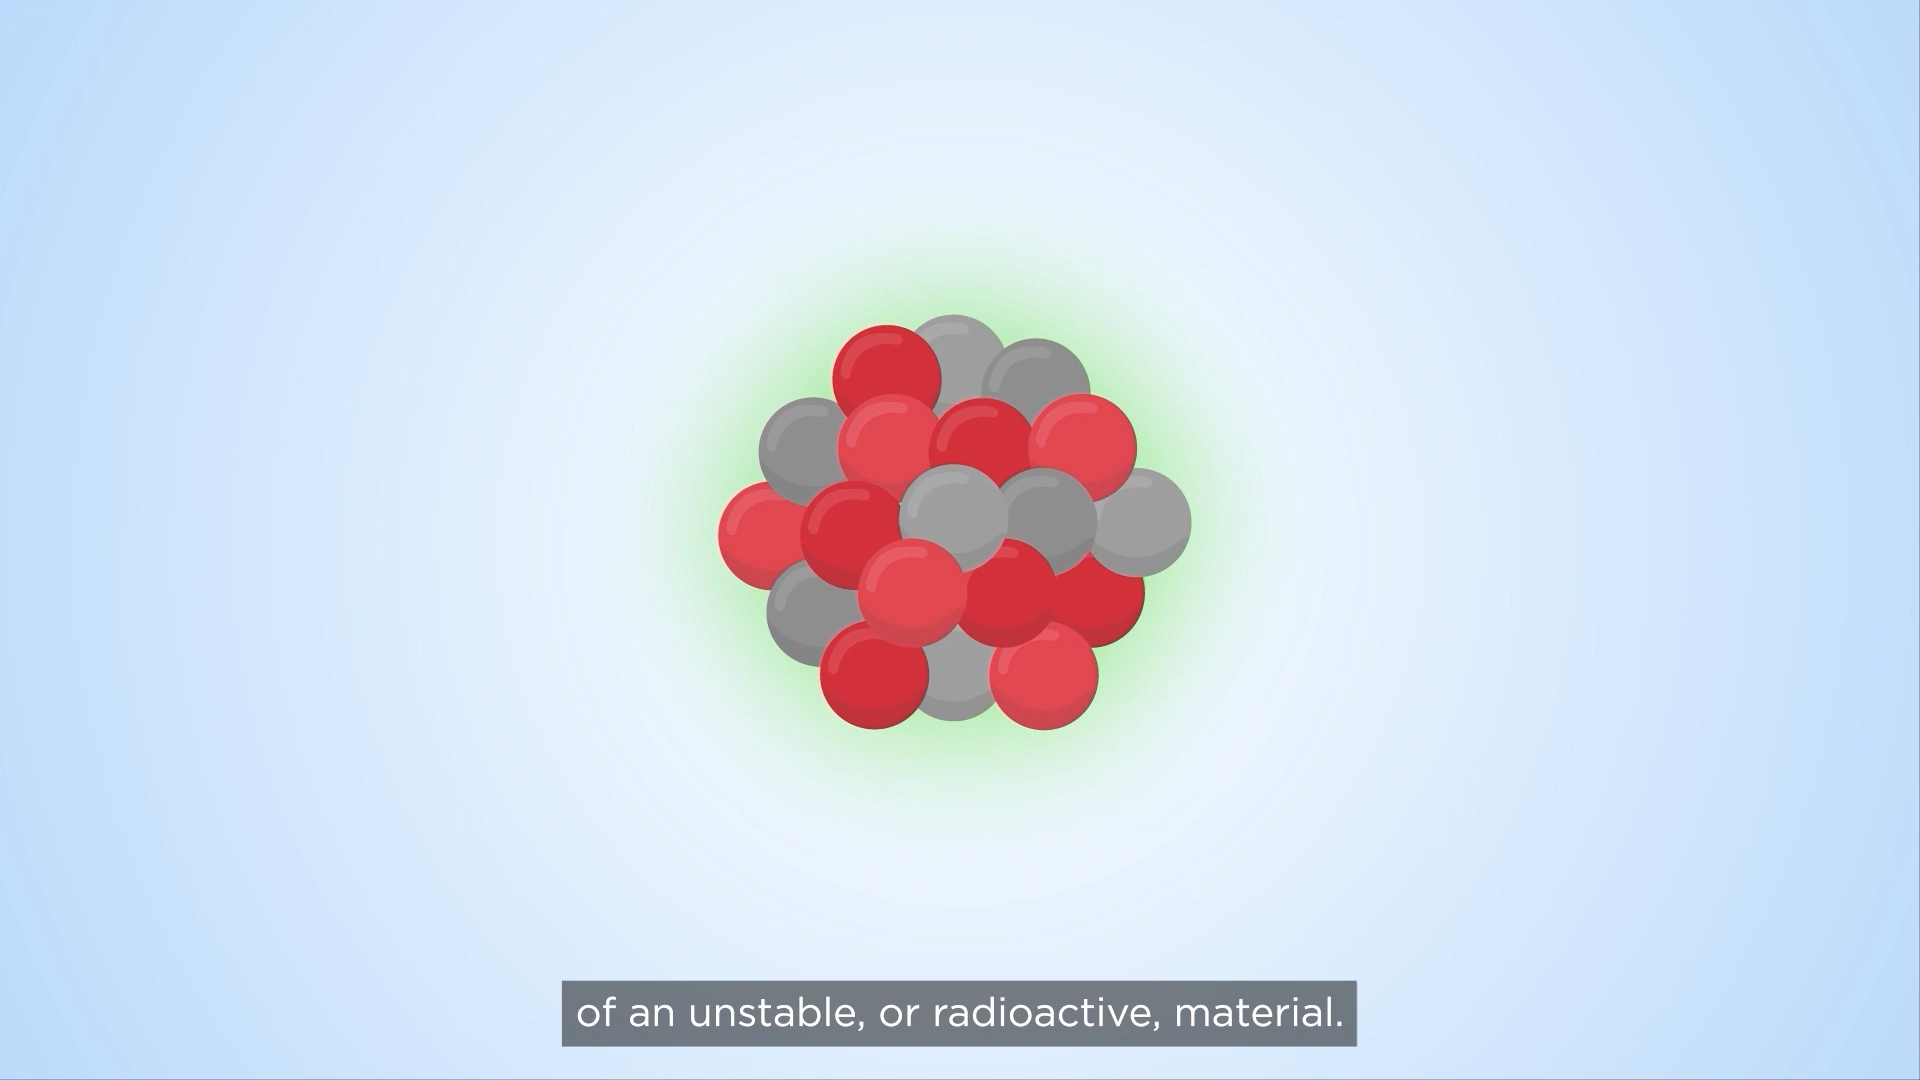 of an unstable, or radioactive, material.